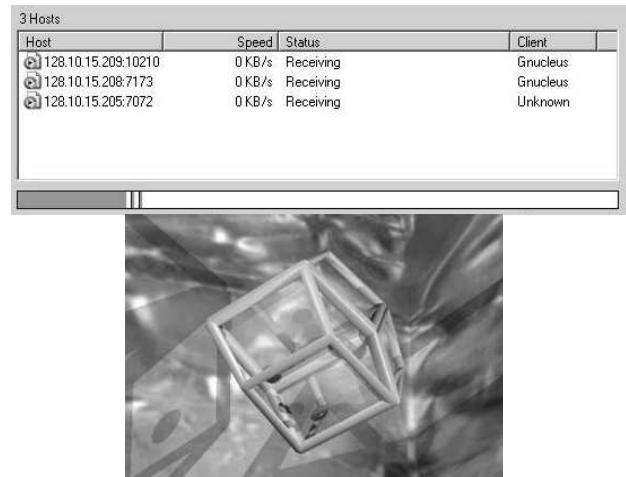 3 Hosts
Host Speed Status Client
128.10.15.209:10210 0 KB/s Receiving Gnucleus
128.10.15.208:7173 0 KB/s Receiving Gnucleus
128.10.15.205:7072 0 KB/s Receiving Unknown